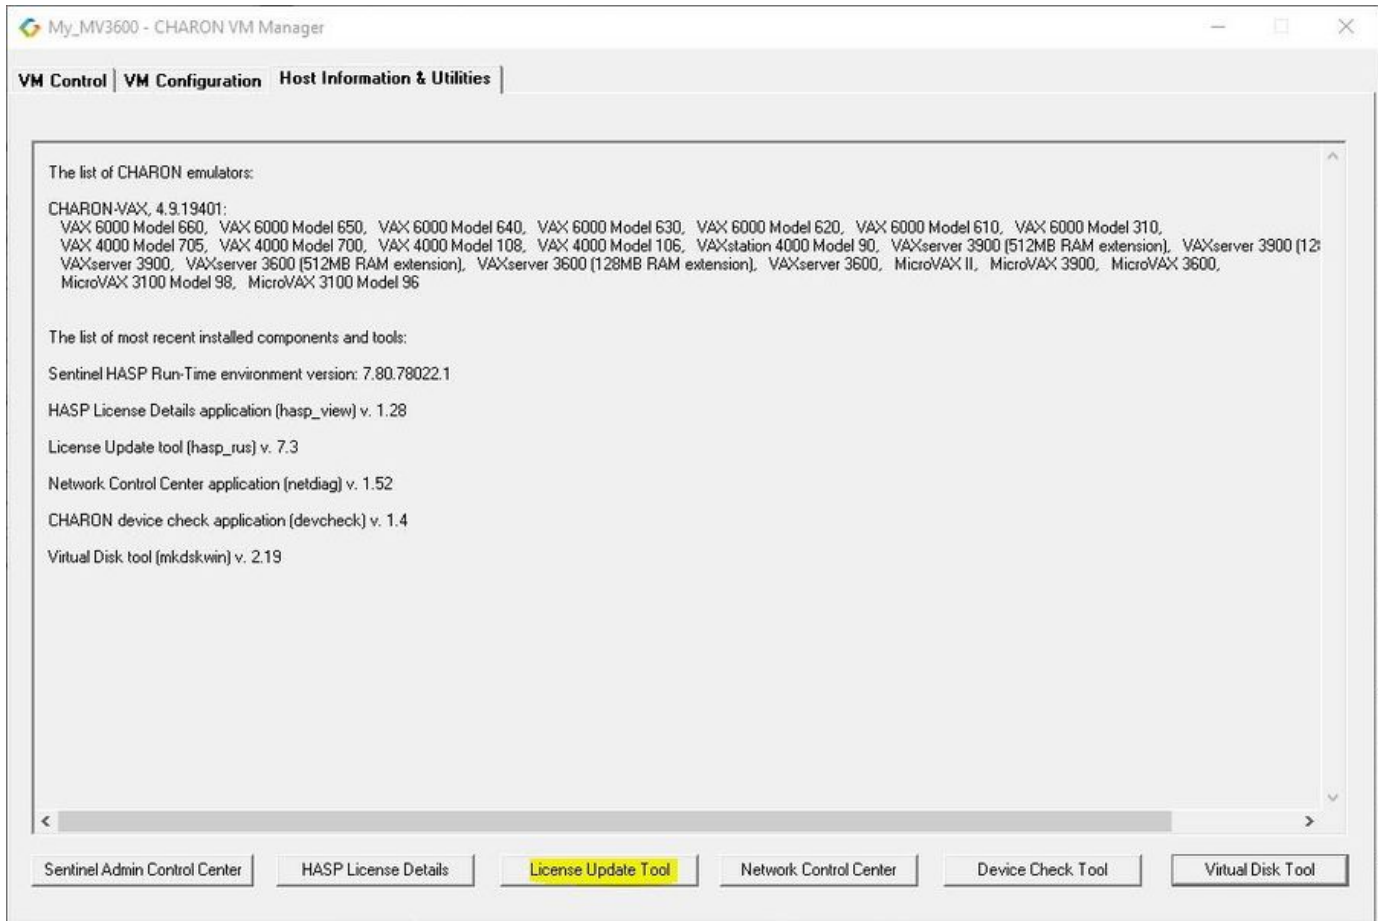 My_MV3600 - CHARON VM Manager
VM Control VM Configuration Host Information & Utilities
The list of CHARON emulators:
CHARON-VAX, 4.9.19401:
VAX 6000 Model 660, VAX 6000 Model 650, VAX 6000 Model 640, VAX 6000 Model 630, VAX 6000 Model 620, VAX 6000 Model 610, VAX 6000 Model 310,
VAX 4000 Model 705, VAX 4000 Model 700, VAX 4000 Model 108, VAX 4000 Model 106, VAXstation 4000 Model 90, VAXserver 3900 (512MB RAM extension), VAXserver 3900 (12
VAXserver 3900, VAXserver 3600 (512MB RAM extension), VAXserver 3600 (128MB RAM extension), VAXserver 3600, MicroVAX II, MicroVAX 3900, MicroVAX 3600,
MicroVAX 3100 Model 98, MicroVAX 3100 Model 96
The list of most recent installed components and tools:
Sentinel HASP Run-Time environment version: 7.80.78022.1
HASP License Details application (hasp_view) v. 1.28
License Update tool (hasp_rus) v. 7.3
Network Control Center application (netdiag) v. 1.52
CHARON device check application (devcheck) v. 1.4
Virtual Disk tool (mkdskwin) v. 2.19
Sentinel Admin Control Center HASP License Details License Update Tool Network Control Center Device Check Tool Virtual Disk Tool